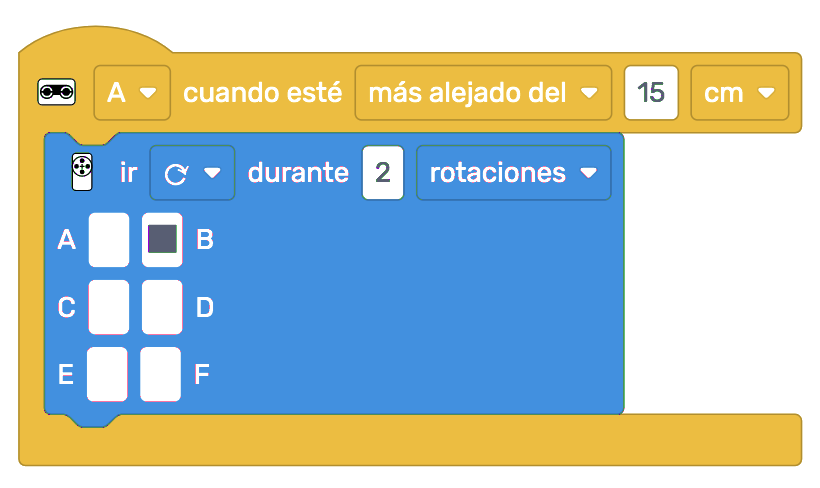 A cuando esté más alejado del 15 cm
ir durante 2 rotaciones
A B
C D
E F